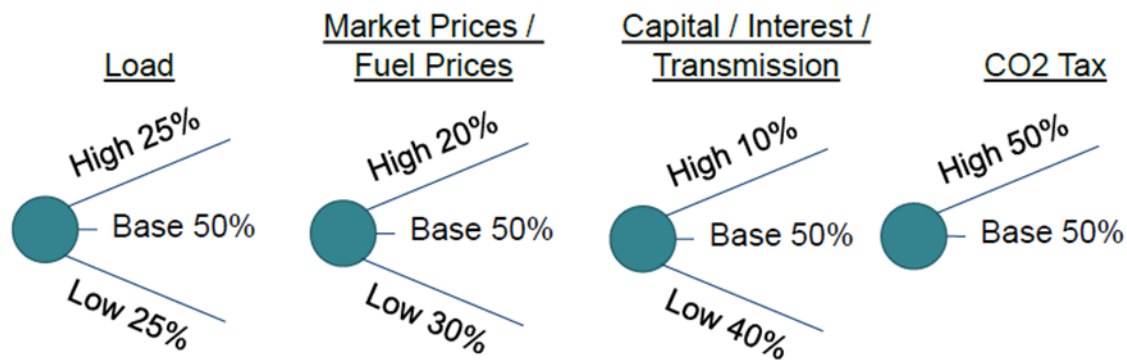 Load
High 25%
Base 50%
Low 25%
Market Prices /
Fuel Prices
High 20%
Base 50%
Low 30%
Capital / Interest /
Transmission
High 10%
Base 50%
Low 40%
CO2 Tax
High 50%
Base 50%